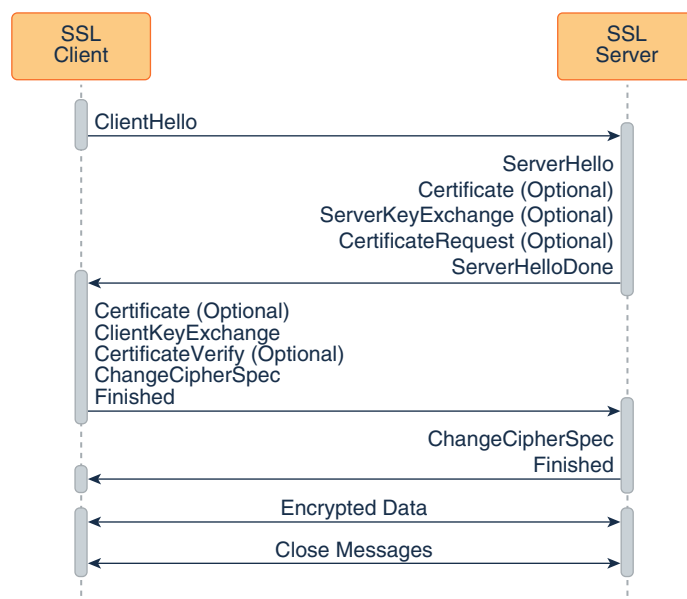 SSL
Client
SSL
Server
ClientHello
ServerHello
Certificate (Optional)
ServerKeyExchange (Optional)
CertificateRequest (Optional)
ServerHelloDone
Certificate (Optional)
ClientKeyExchange
CertificateVerify (Optional)
ChangeCipherSpec
Finished
ChangeCipherSpec
Finished
Encrypted Data
Close Messages